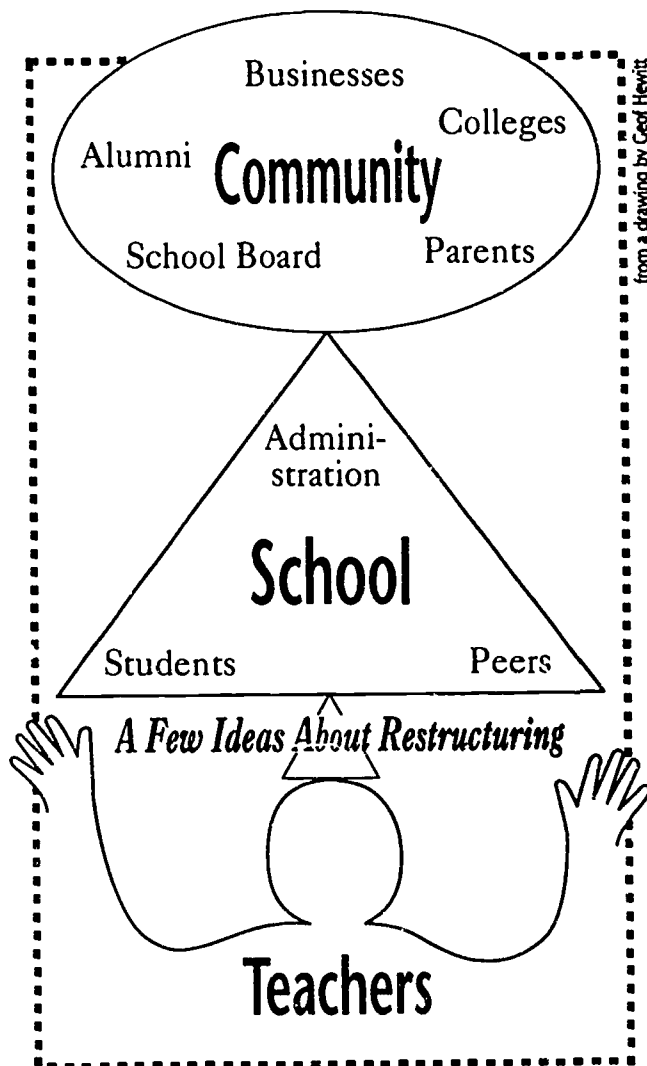 Businesses
Colleges
Alumni
Community
School Board
Parents
Admini-
stration
School
Students
Peers
A Few Ideas About Restructuring
Teachers
from a drawing by Geof Hewitt